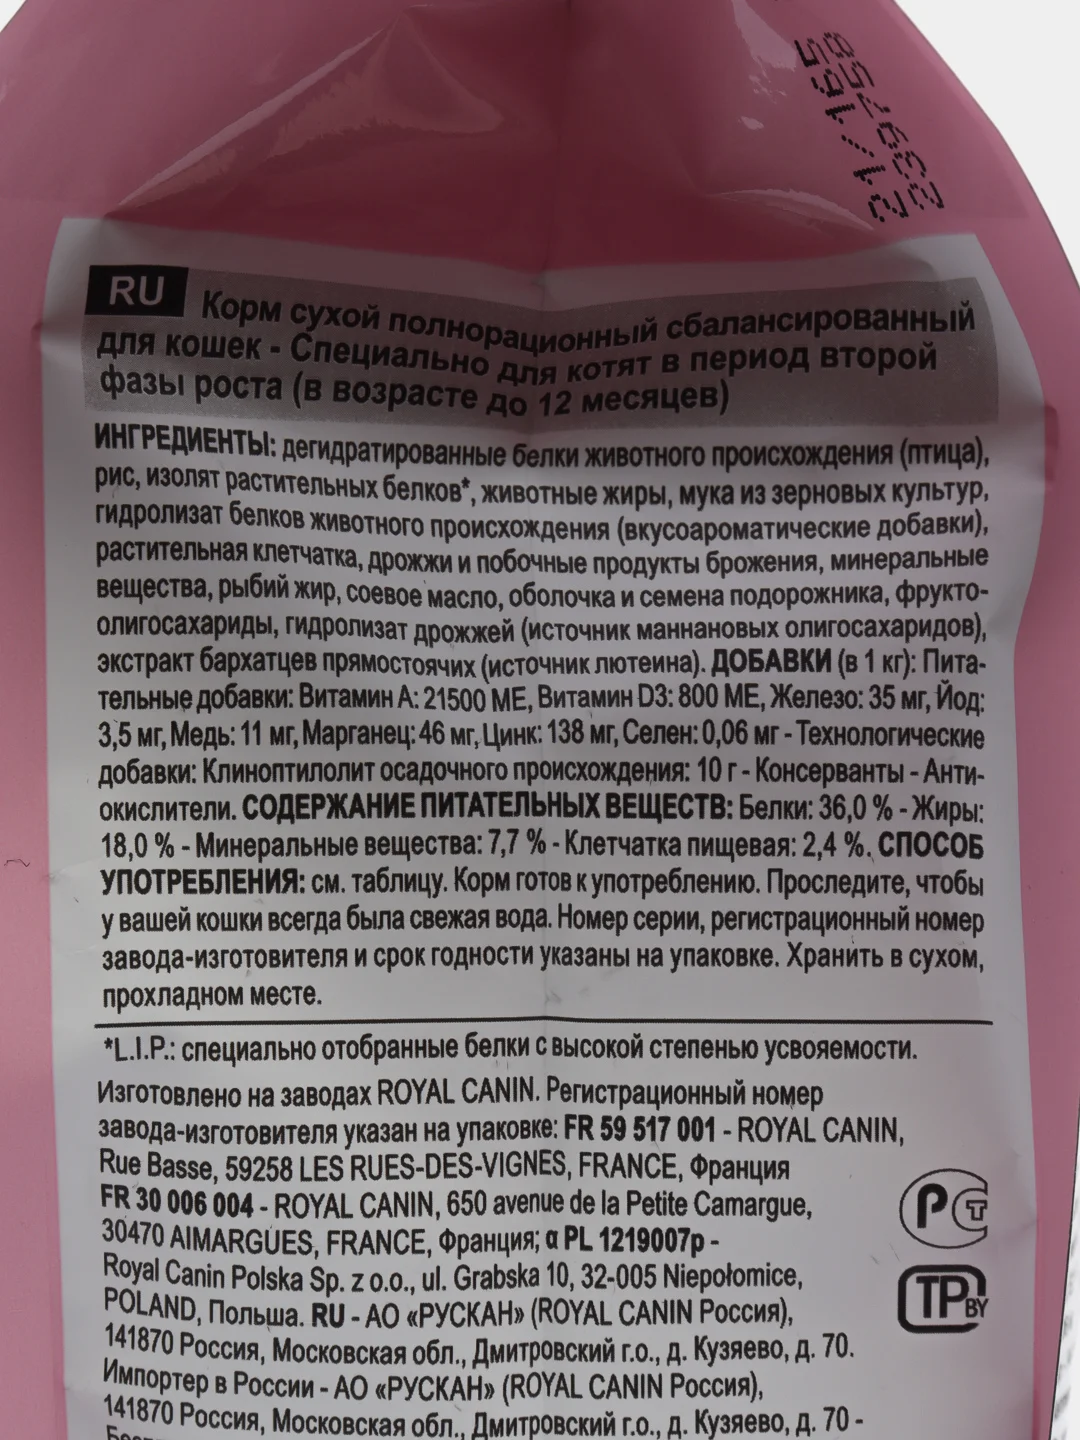 21/165
239758
RU Корм сухой полнорационный сбалансированный
для кошек - Специально для котят в период второй
фазы роста (в возрасте до 12 месяцев)
ИНГРЕДИЕНТЫ: дегидратированные белки животного происхождения (птица),
рис, изолят растительных белков*, животные жиры, мука из зерновых культур,
гидролизат белков животного происхождения (вкусоароматические добавки),
растительная клетчатка, дрожжи и побочные продукты брожения, минеральные
вещества, рыбий жир, соевое масло, оболочка и семена подорожника, фрукто-
олигосахариды, гидролизат дрожжей (источник маннановых олигосахаридов),
экстракт бархатцев прямостоячих (источник лютеина). ДОБАВКИ (в 1 кг): Пита-
тельные добавки: Витамин А: 21500 МЕ, Витамин D3: 800 МЕ, Железо: 35 мг, Йод:
3,5 мг, Медь: 11 мг, Марганец: 46 мг, Цинк: 138 мг, Селен: 0,06 мг - Технологические
добавки: Клиноптилолит осадочного происхождения: 10 г - Консерванты - Анти-
окислители. СОДЕРЖАНИЕ ПИТАТЕЛЬНЫХ ВЕЩЕСТВ: Белки: 36,0 % - Жиры:
18,0 % - Минеральные вещества: 7,7 % - Клетчатка пищевая: 2,4 %. СПОСОБ
УПОТРЕБЛЕНИЯ: см. таблицу. Корм готов к употреблению. Проследите, чтобы
у вашей кошки всегда была свежая вода. Номер серии, регистрационный номер
завода-изготовителя и срок годности указаны на упаковке. Хранить в сухом,
прохладном месте.
*L.I.P.: специально отобранные белки с высокой степенью усвояемости.
Изготовлено на заводах ROYAL CANIN. Регистрационный номер
завода-изготовителя указан на упаковке: FR 59 517 001 - ROYAL CANIN,
Rue Basse, 59258 LES RUES-DES-VIGNES, FRANCE, Франция
FR 30 006 004 - ROYAL CANIN, 650 avenue de la Petite Camargue,
30470 AIMARGUES, FRANCE, Франция; α PL 1219007p -
Royal Canin Polska Sp. z o.o., ul. Grabska 10, 32-005 Niepołomice,
POLAND, Польша. RU - АО «РУСКАН» (ROYAL CANIN Россия),
141870 Россия, Московская обл., Дмитровский г.о., д. Кузяево, д. 70.
Импортер в России - АО «РУСКАН» (ROYAL CANIN Россия),
141870 Россия, Московская обл., Дмитровский г.о., д. Кузяево, д. 70 -
РСТ
TP BY